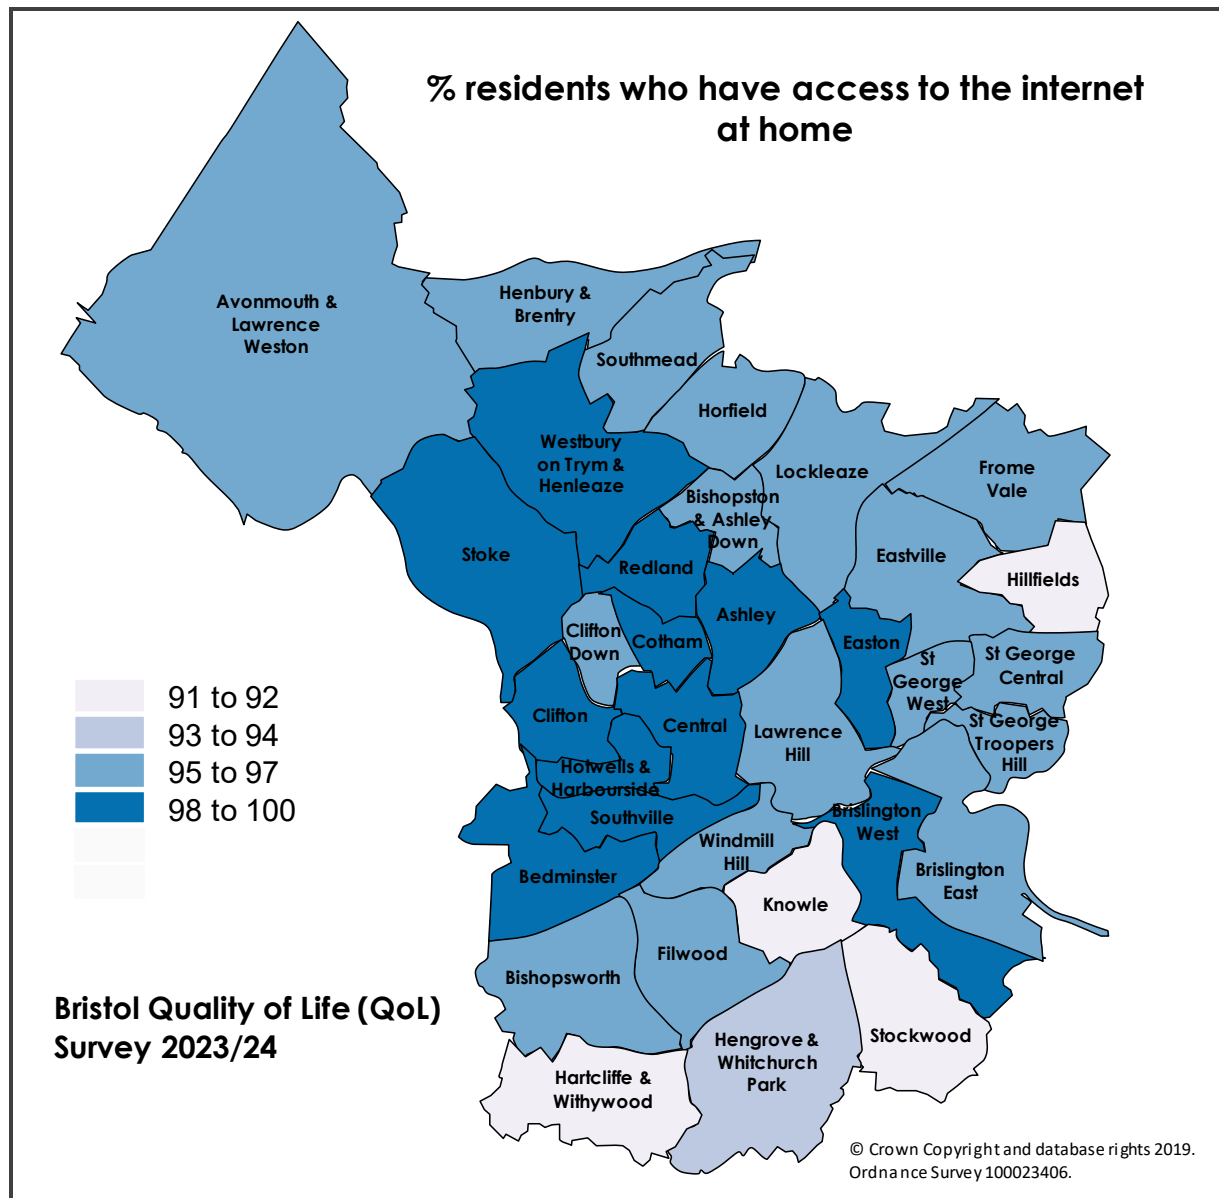 % residents who have access to the internet
at home
Avonmouth &
Lawrence
Weston
Henbury &
Brentry
Southmead
Horfield
Westbury
on Trym &
Henleaze
Lockleaze
Frome
Vale
Bishopston
& Ashley
Down
Stoke
Redland
Eastville
Hillfields
Ashley
Clifton
Down
Cotham
Easton
St
George
West
St George
Central
Clifton
Central
Lawrence
Hill
St George
Troopers
Hill
Hotwells &
Harbourside
Southville
Brislington
West
Windmill
Hill
Bedminster
Brislington
East
Knowle
Filwood
Bishopsworth
Stockwood
Hengrove &
Whitchurch
Park
Hartcliffe &
Withywood
91 to 92
93 to 94
95 to 97
98 to 100
Bristol Quality of Life (QoL)
Survey 2023/24
© Crown Copyright and database rights 2019.
Ordnance Survey 100023406.